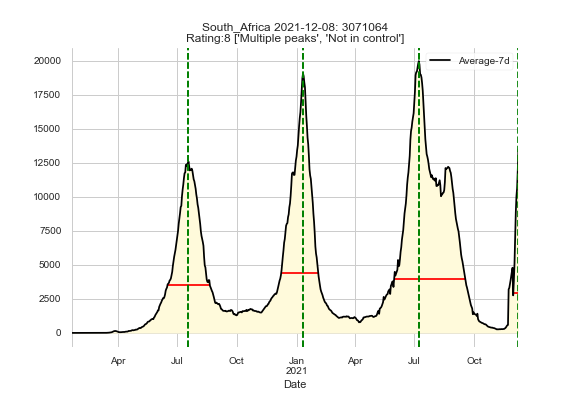 South_Africa 2021-12-08: 3071064
Rating:8 ['Multiple peaks', 'Not in control']
Average-7d
20000
17500
15000
12500
10000
7500
5000
2500
0
Apr Jul Oct Jan Apr Jul Oct
2021
Date